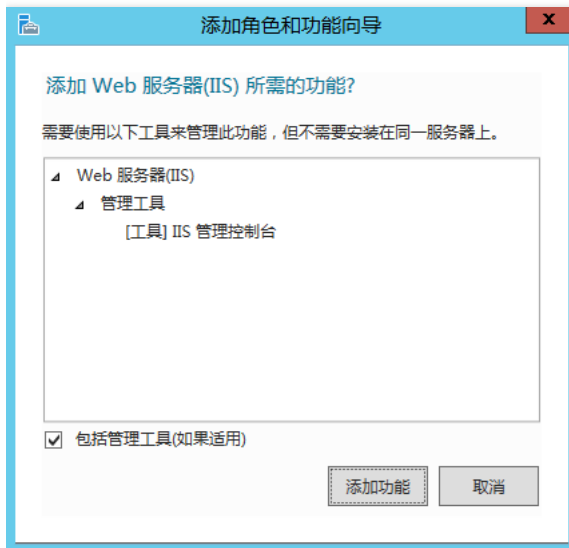 添加角色和功能向导
x
添加 Web 服务器(IIS) 所需的功能?
需要使用以下工具来管理此功能，但不需要安装在同一服务器上。
Web 服务器(IIS)
管理工具
[工具] IIS 管理控制台
包括管理工具(如果适用)
添加功能 取消